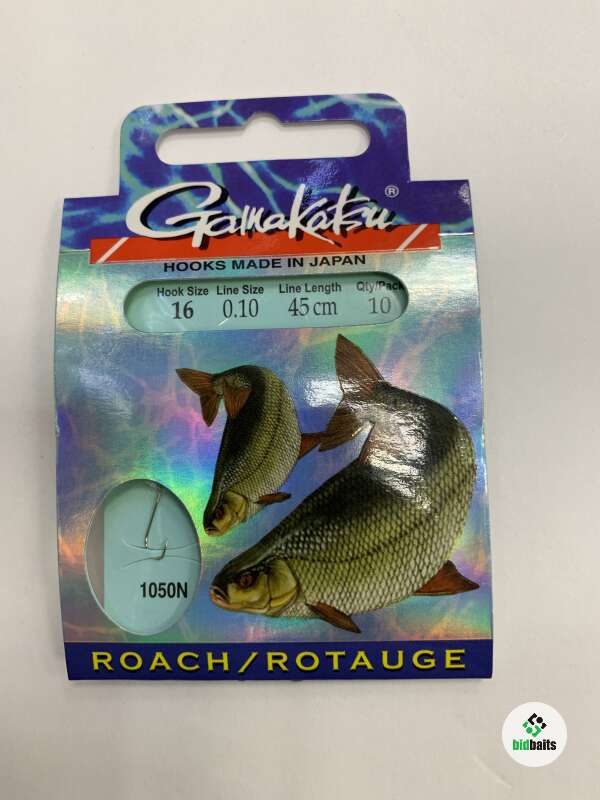 Gamakatsu®
HOOKS MADE IN JAPAN
Hook Size Line Size Line Length Qty/Pack
16 0.10 45 cm 10
1050N
ROACH/ROTAUGE
bidbaits